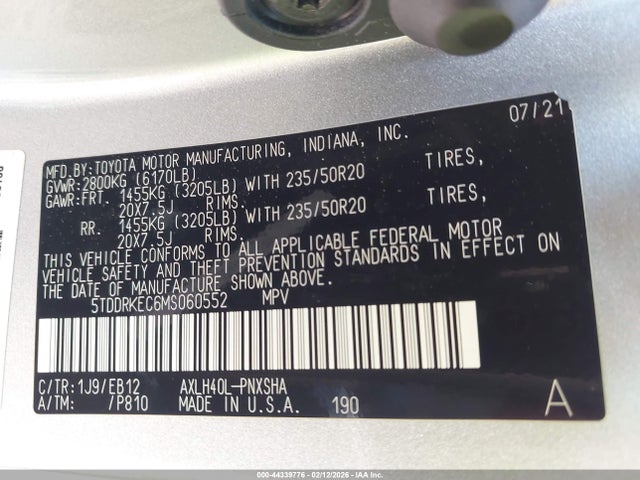 07/21
MFD.BY:TOYOTA MOTOR MANUFACTURING, INDIANA, INC.
GVWR:2800KG (6170LB)
GAWR:FRT. 1455KG (3205LB) WITH 235/50R20 TIRES,
20X7.5J RIMS.
RR. 1455KG (3205LB) WITH 235/50R20 TIRES,
20X7.5J RIMS.
THIS VEHICLE CONFORMS TO ALL APPLICABLE FEDERAL MOTOR
VEHICLE SAFETY AND THEFT PREVENTION STANDARDS IN EFFECT ON
THE DATE OF MANUFACTURE SHOWN ABOVE.
5TDDRKEC6MS060552 MPV
C/TR:1J9/EB12 AXLH40L-PNXSHA
A/TM: /P810 MADE IN U.S.A. 190 A
000-44339776 - 02/12/2026 - IAA Inc.